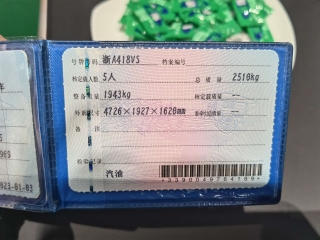 号牌号码 浙A418VS 档案编号
核定载人数 5人 总质量 2510kg
整备质量 1943kg 核定载质量 --
外廓尺寸 4726×1927×1620mm 准牵引总质量 --
检验记录
汽油